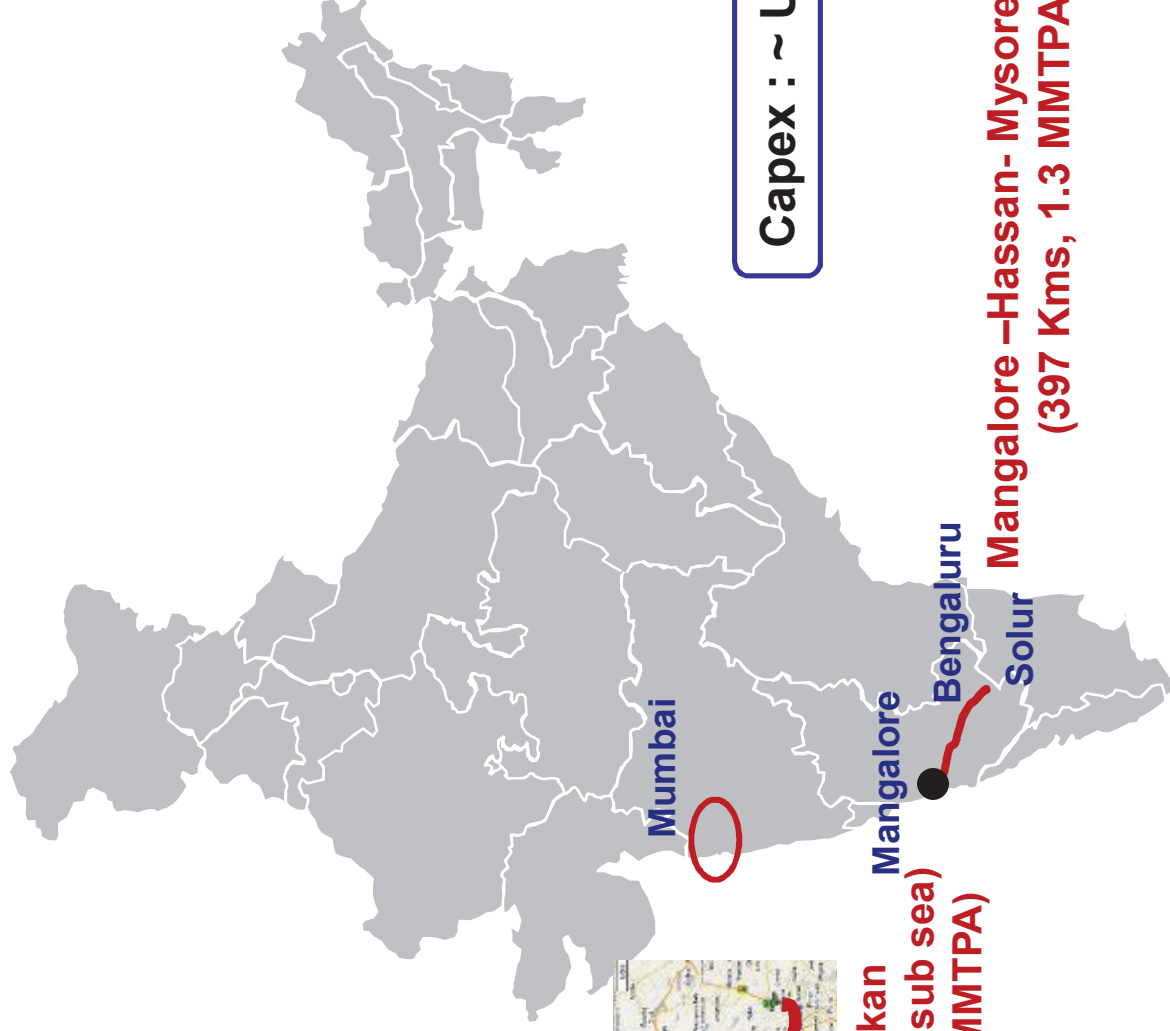 Capex : ~ U
Mumbai
Mangalore
Bengaluru
Solur
Mangalore –Hassan- Mysore
(397 Kms, 1.3 MMTPA
kan
sub sea)
MMTPA)